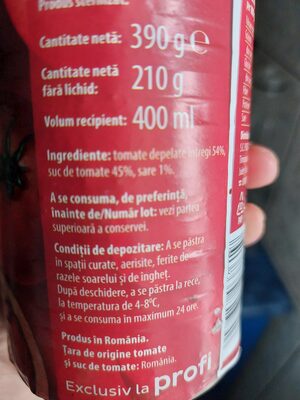 Produs sterilizat.
Cantitate netă: 390 g ℮
Cantitate netă
fără lichid: 210 g
Volum recipient: 400 ml
Ingrediente: tomate depelate întregi 54%,
suc de tomate 45%, sare 1%.
A se consuma, de preferință,
înainte de/Număr lot: vezi partea
superioară a conservei.
Condiții de depozitare: A se păstra
în spații curate, aerisite, ferite de
razele soarelui și de îngheț.
După deschidere, a se păstra la rece,
la temperatura de 4-8°C,
și a se consuma în maximum 24 ore.
Produs în România.
Țara de origine tomate
și suc de tomate: România.
Exclusiv la profi